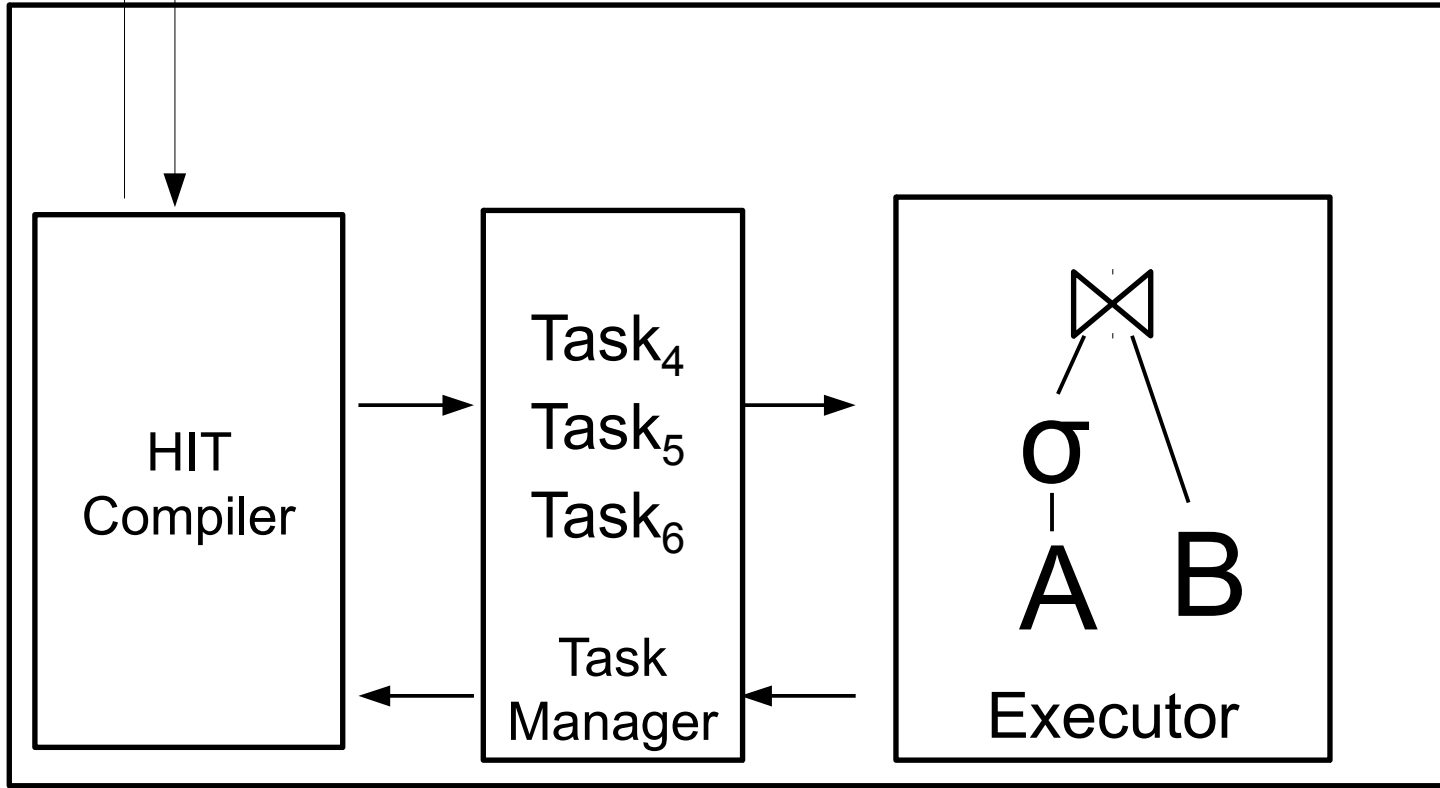 HIT
Compiler
Task₄
Task₅
Task₆
Task
Manager
⋈
σ
A
B
Executor